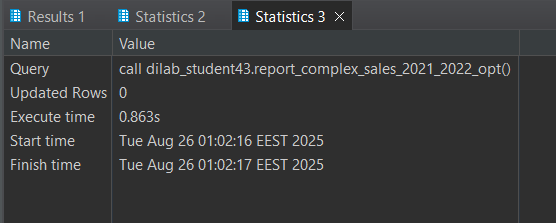 Results 1 Statistics 2 Statistics 3
Name Value
Query call dilab_student43.report_complex_sales_2021_2022_opt()
Updated Rows 0
Execute time 0.863s
Start time Tue Aug 26 01:02:16 EEST 2025
Finish time Tue Aug 26 01:02:17 EEST 2025